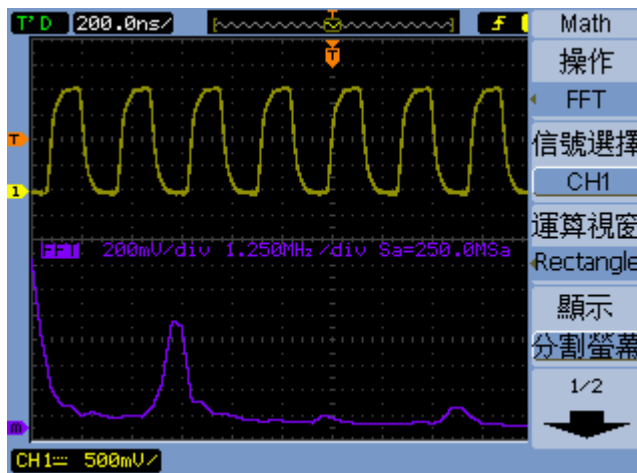 T'D 200.0ns/
T
Math
操作
FFT
信號選擇
CH1
運算視窗
Rectangle
顯示
分割螢幕
1/2
T
T
1
FFT 200mV/div 1.250MHz/div Sa=250.0MSa
M
CH1 500mV/